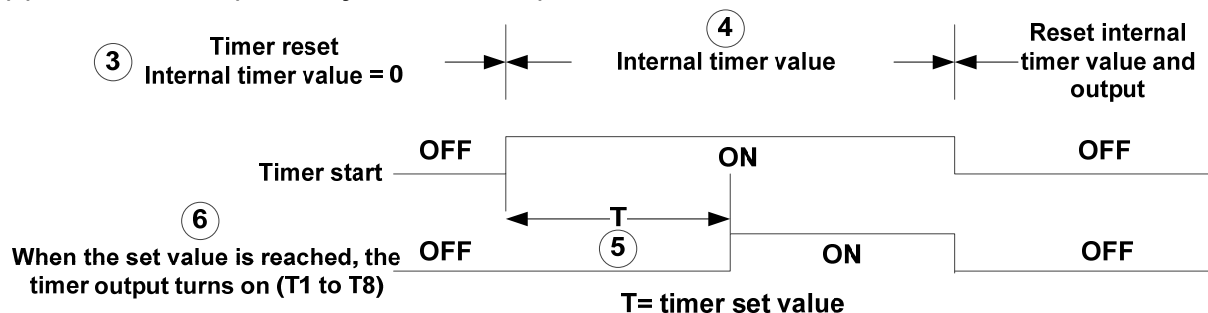 3
Timer reset
Internal timer value = 0
4
Internal timer value
Reset internal
timer value and
output
Timer start
OFF
ON
OFF
6
When the set value is reached, the
timer output turns on (T1 to T8)
OFF
T
5
ON
OFF
T= timer set value